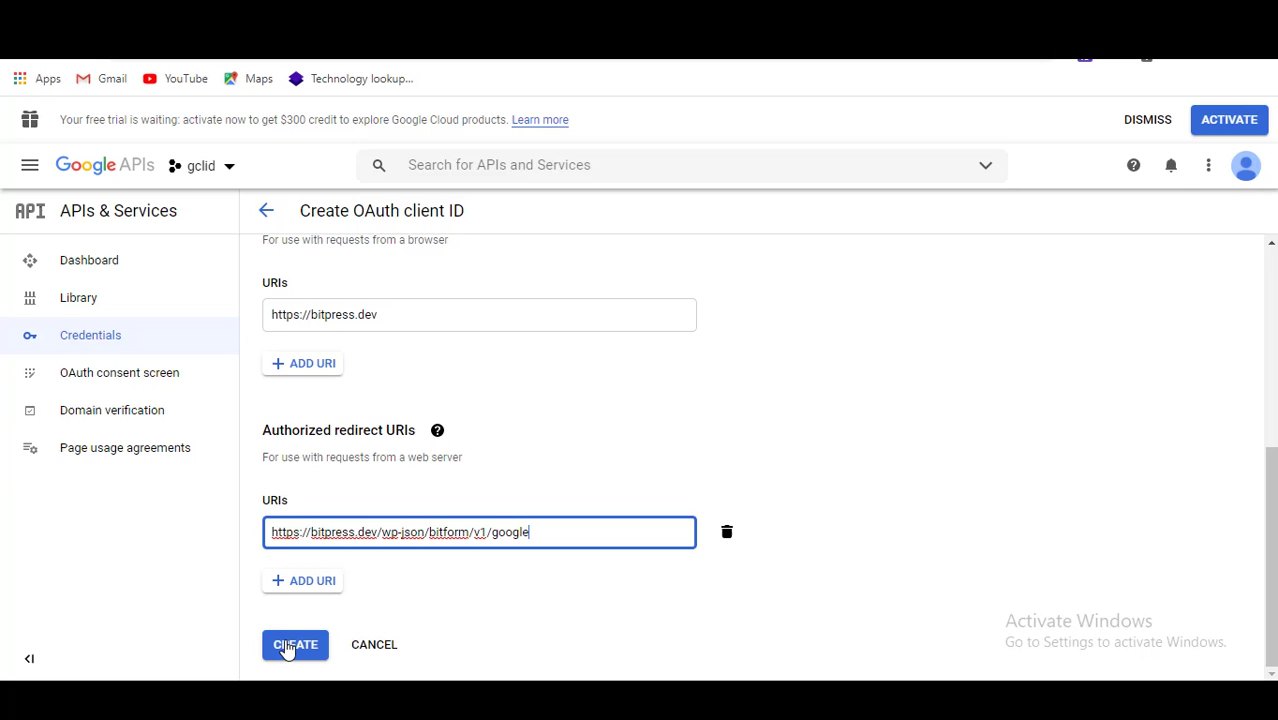 Apps Gmail YouTube Maps Technology lookup...
Your free trial is waiting: activate now to get $300 credit to explore Google Cloud products. Learn more DISMISS ACTIVATE
Google APIs gclid Search for APIs and Services
API APIs & Services
Create OAuth client ID
For use with requests from a browser
Dashboard
Library
Credentials
OAuth consent screen
Domain verification
Page usage agreements
URIs
https://bitpress.dev
ADD URI
Authorized redirect URIs
For use with requests from a web server
URIs
https://bitpress.dev/wp-json/bitform/v1/google
ADD URI
CREATE CANCEL
Activate Windows
Go to Settings to activate Windows.